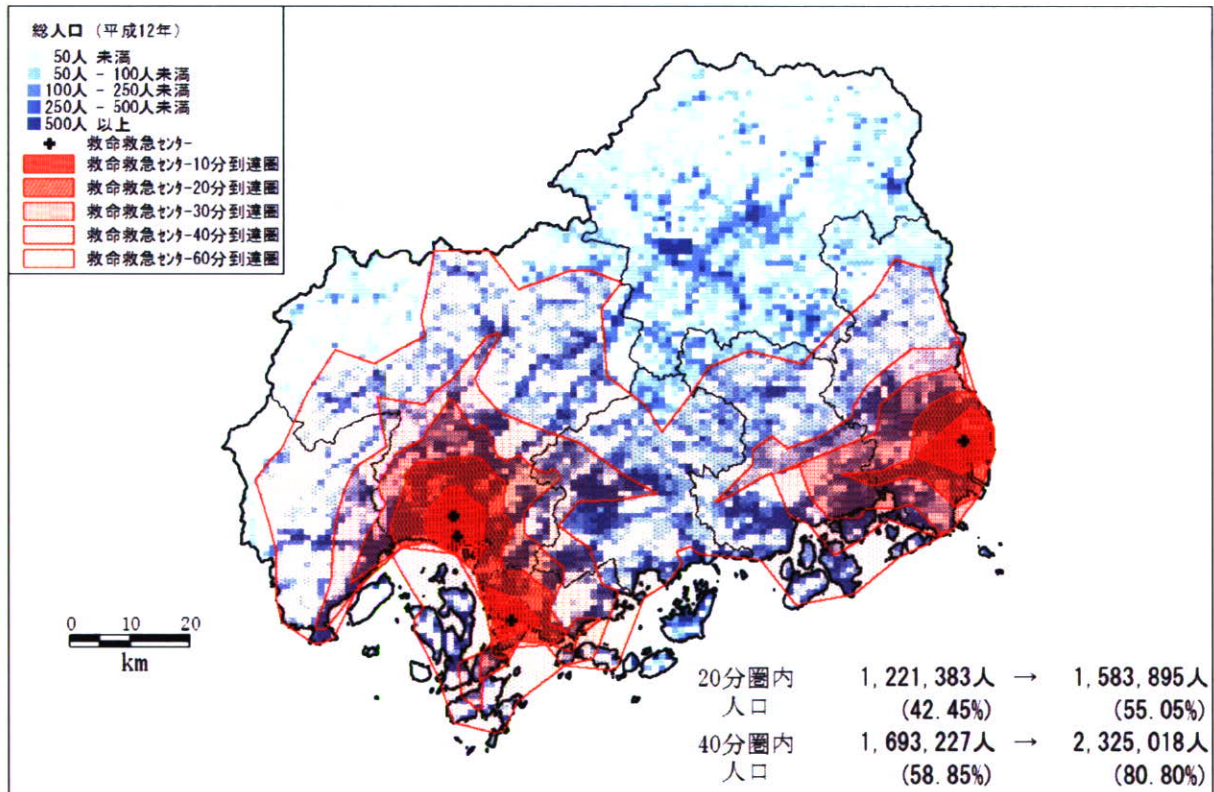 総人口 (平成12年)
50人 未満
50人 - 100人未満
100人 - 250人未満
250人 - 500人未満
500人 以上
救命救急ｾﾝﾀｰ
救命救急ｾﾝﾀｰ10分到達圏
救命救急ｾﾝﾀｰ20分到達圏
救命救急ｾﾝﾀｰ30分到達圏
救命救急ｾﾝﾀｰ40分到達圏
救命救急ｾﾝﾀｰ60分到達圏
0 10 20
km
20分圏内 1,221,383人 → 1,583,895人
人口 (42.45%) (55.05%)
40分圏内 1,693,227人 → 2,325,018人
人口 (58.85%) (80.80%)